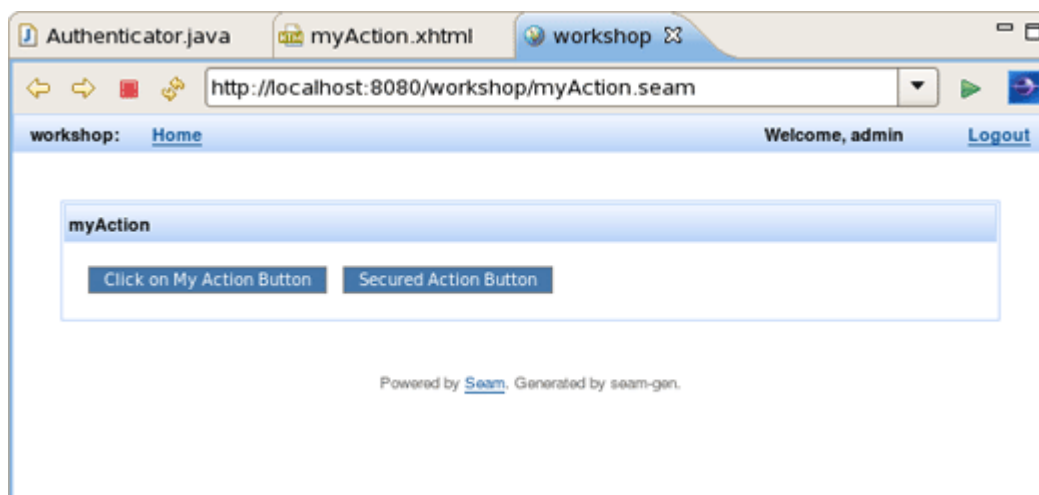 Authenticator.java myAction.xhtml workshop
http://localhost:8080/workshop/myAction.seam
workshop: Home Welcome, admin Logout
myAction
Click on My Action Button Secured Action Button
Powered by Seam. Generated by seam-gen.